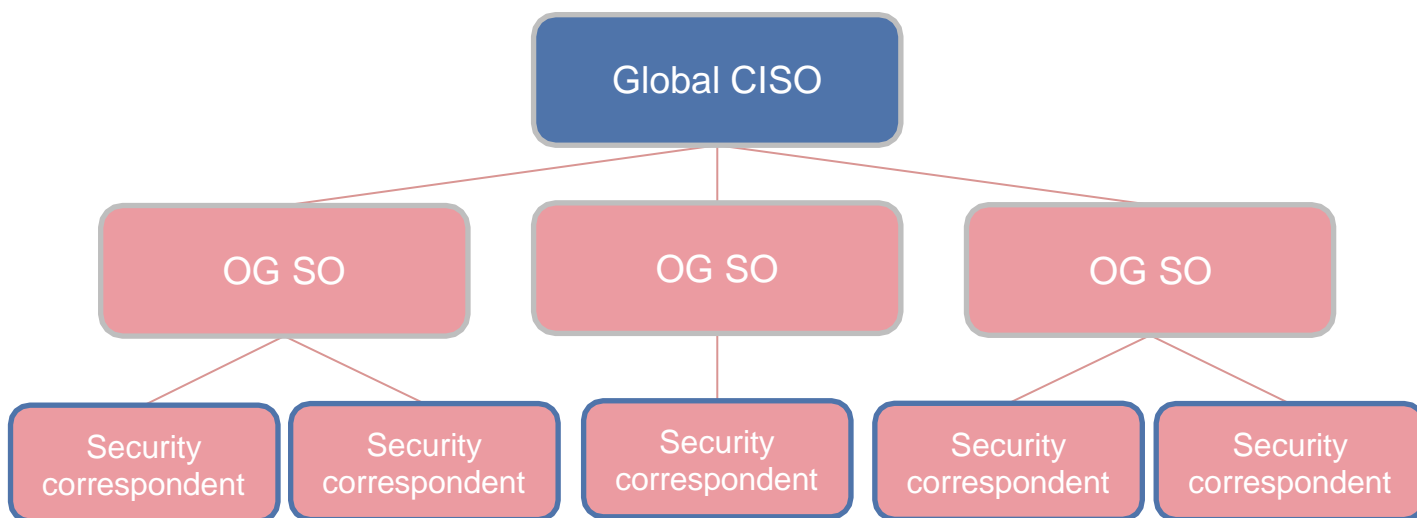 Global CISO
OG SO
OG SO
OG SO
Security
correspondent
Security
correspondent
Security
correspondent
Security
correspondent
Security
correspondent